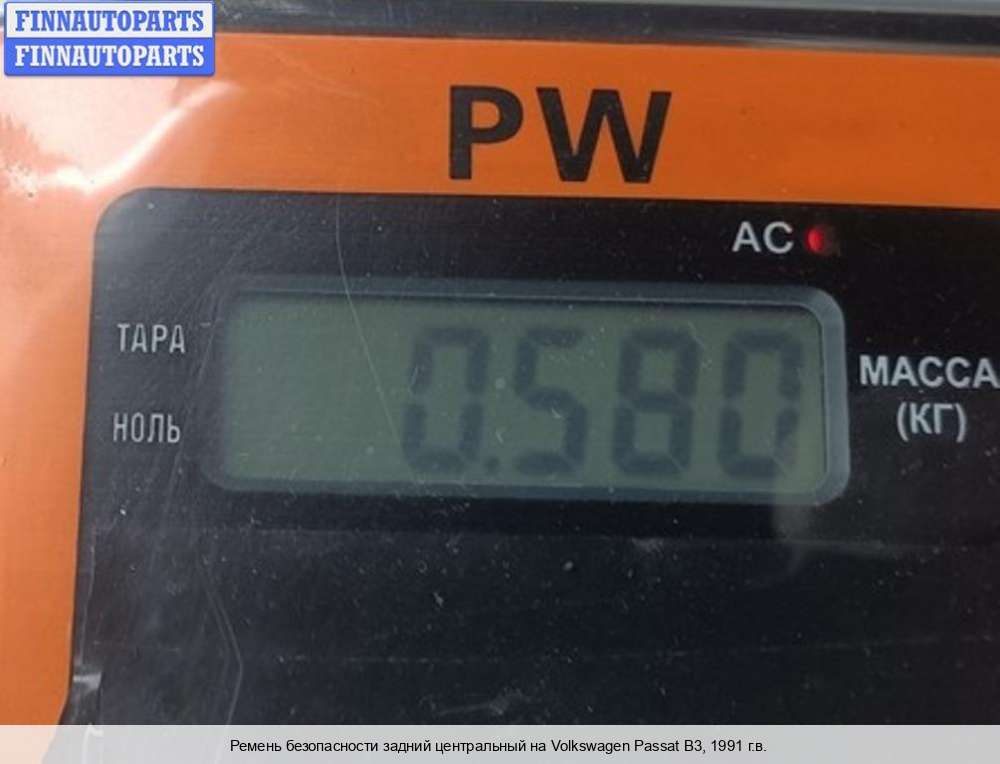 FINNAUTOPARTS
FINNAUTOPARTS
PW
AC
ТАРА
0.580
МАССА
(КГ)
НОЛЬ
Ремень безопасности задний центральный на Volkswagen Passat B3, 1991 г.в.